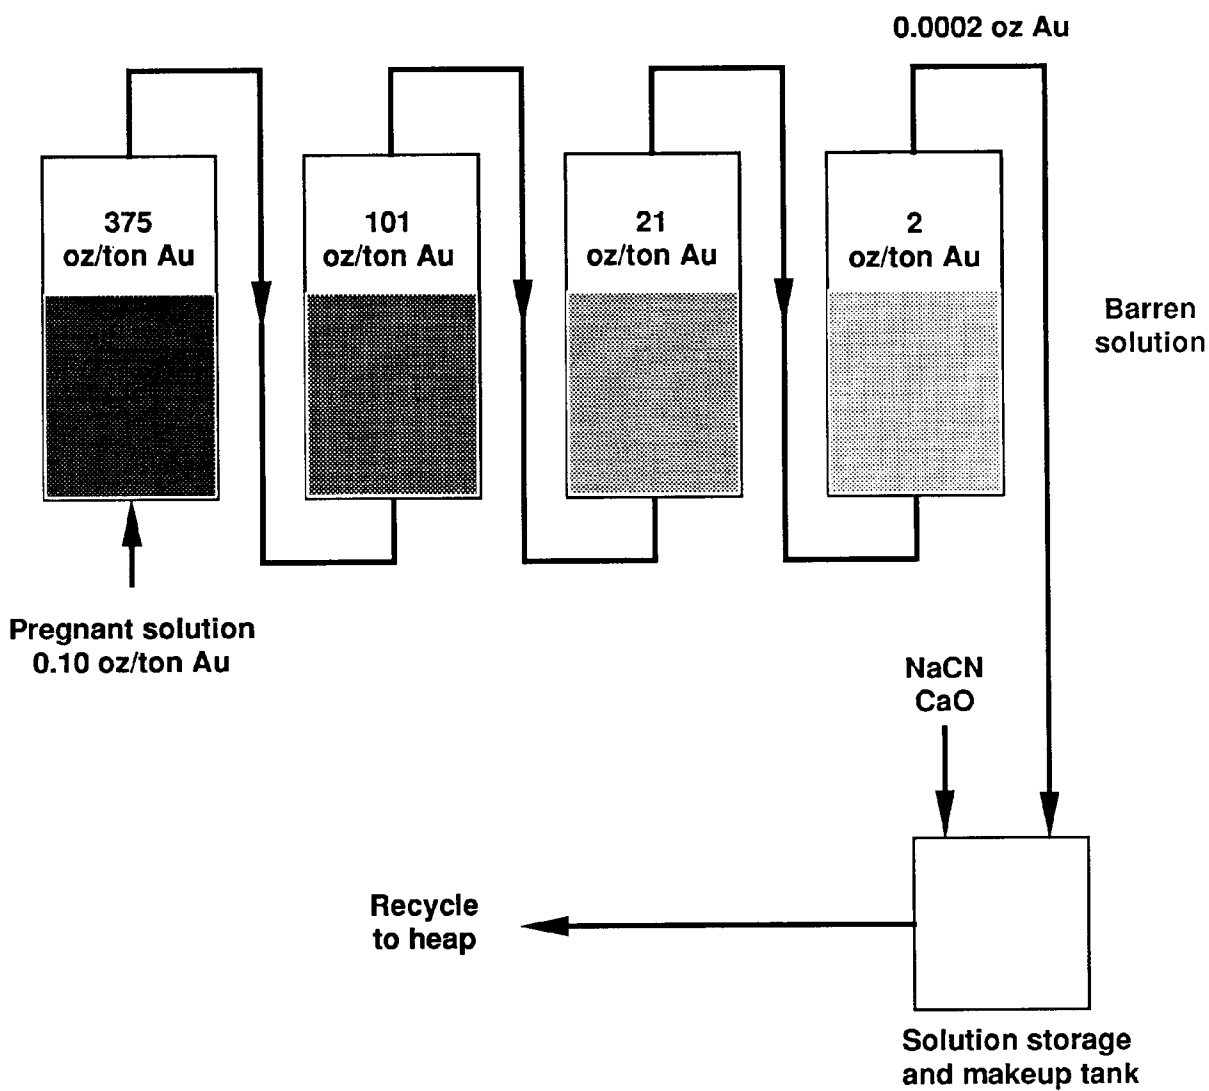 0.0002 oz Au
375
oz/ton Au
101
oz/ton Au
21
oz/ton Au
2
oz/ton Au
Barren
solution
Pregnant solution
0.10 oz/ton Au
NaCN
CaO
Recycle
to heap
Solution storage
and makeup tank